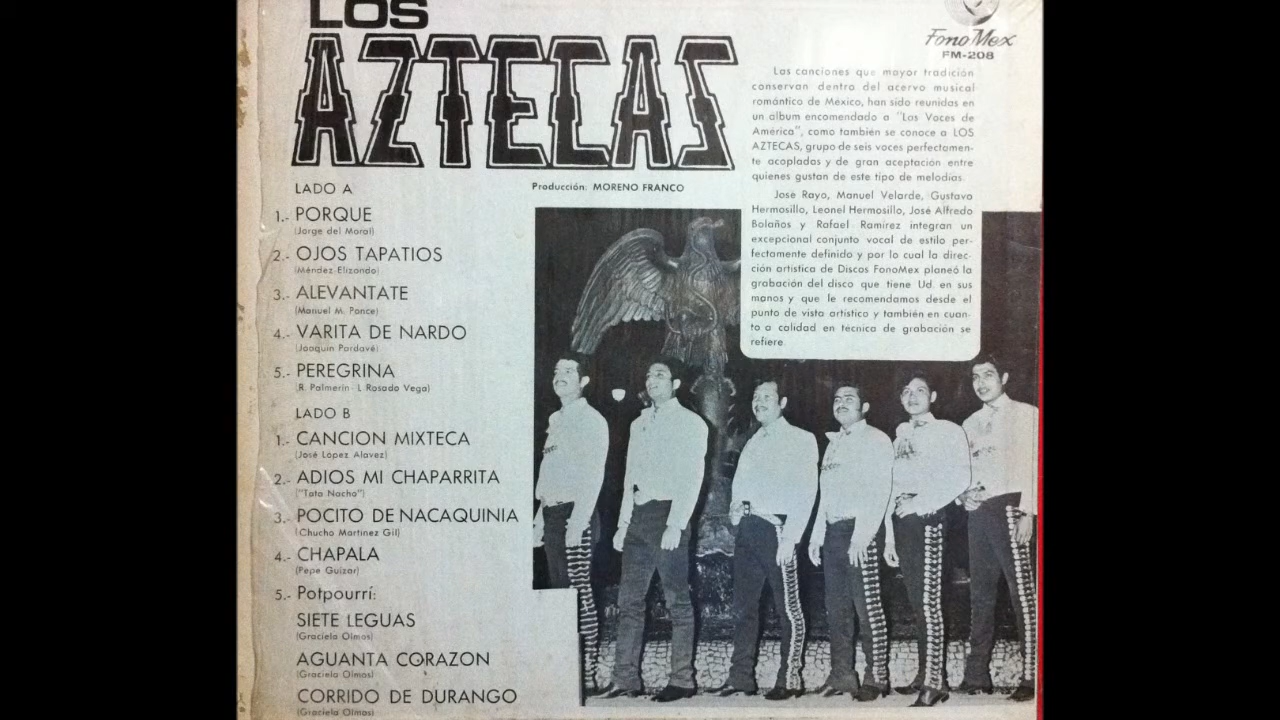 LOS
AZTECAS
FonoMex
FM-208
LADO A
1.- PORQUE
(Jorge del Moral)
2.- OJOS TAPATIOS
(Méndez-Elizondo)
3.- ALEVANTATE
(Manuel M. Ponce)
4.- VARITA DE NARDO
(Joaquín Pardavé)
5.- PEREGRINA
(R. Palmerín - L Rosado Vega)
LADO B
1.- CANCION MIXTECA
(José López Alavez)
2.- ADIOS MI CHAPARRITA
("Tata Nacho")
3.- POCITO DE NACAQUINIA
(Chucho Martínez Gil)
4.- CHAPALA
(Pepe Guízar)
5.- Potpourrí:
SIETE LEGUAS
(Graciela Olmos)
AGUANTA CORAZON
(Graciela Olmos)
CORRIDO DE DURANGO
(Graciela Olmos)
Producción: MORENO FRANCO
Las canciones que mayor tradición
conservan dentro del acervo musical
romántico de México, han sido reunidas en
un album encomendado a "Las Voces de
América", como también se conoce a LOS
AZTECAS, grupo de seis voces perfectamen-
te acopladas y de gran aceptación entre
quienes gustan de este tipo de melodías.
José Rayo, Manuel Velarde, Gustavo
Hermosillo, Leonel Hermosillo, José Alfredo
Bolaños y Rafael Ramírez integran un
excepcional conjunto vocal de estilo per-
fectamente definido y por lo cual la direc-
ción artística de Discos FonoMex planeó la
grabación del disco que tiene Ud. en sus
manos y que le recomendamos desde el
punto de vista artístico y también en cuan-
to a calidad en técnica de grabación se
refiere.